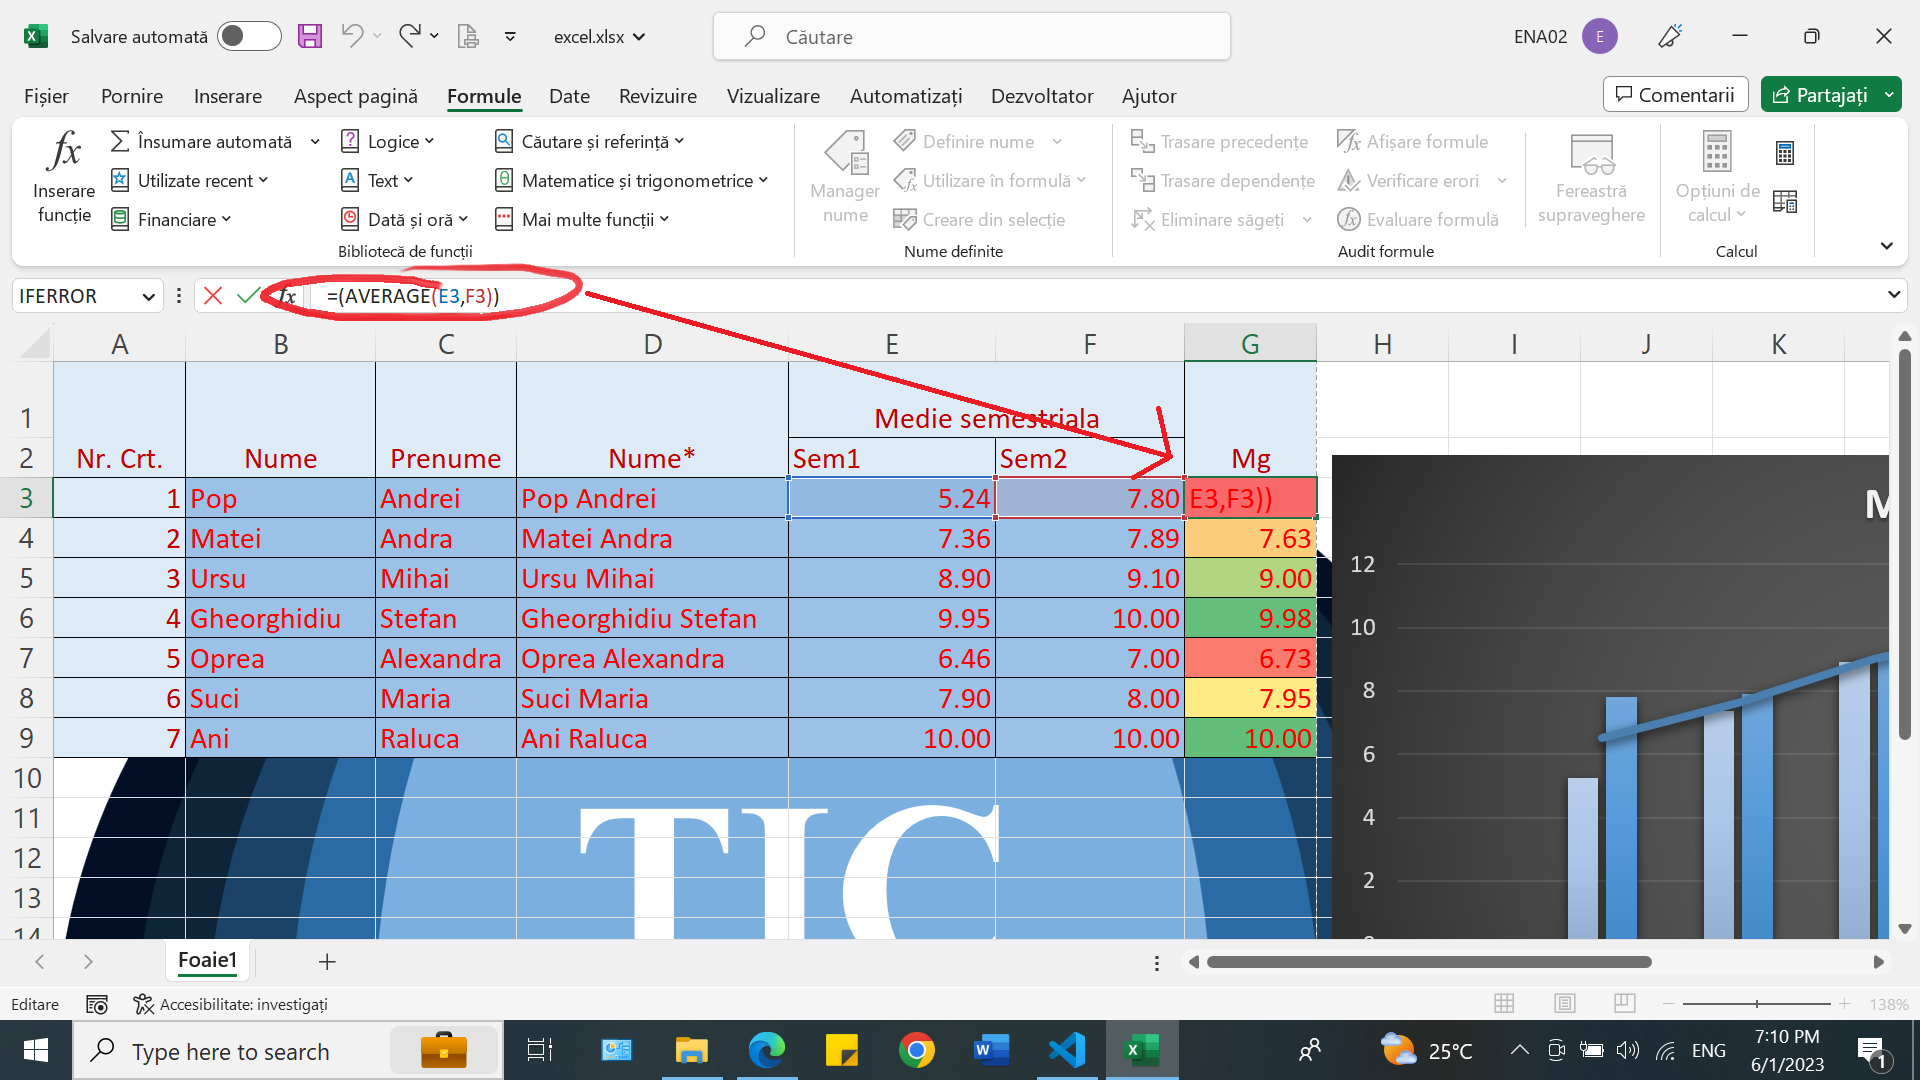 Salvare automată
excel.xlsx
Căutare
ENA02
E
Fișier Pornire Inserare Aspect pagină Formule Date Revizuire Vizualizare Automatizați Dezvoltator Ajutor
Comentarii
Partajați
Inserare
funcție
Însumare automată
Utilizate recent
Financiare
Logice
Text
Dată și oră
Căutare și referință
Matematice și trigonometrice
Mai multe funcții
Bibliotecă de funcții
Manager
nume
Definire nume
Utilizare în formulă
Creare din selecție
Nume definite
Trasare precedențe
Trasare dependențe
Eliminare săgeți
Afișare formule
Verificare erori
Evaluare formulă
Audit formule
Fereastră
supraveghere
Opțiuni de
calcul
Calcul
IFERROR
fx
=(AVERAGE(E3,F3))
A B C D E F G H I J K
1 Medie semestriala
2 Nr. Crt. Nume Prenume Nume* Sem1 Sem2 Mg
3 1 Pop Andrei Pop Andrei 5.24 7.80 E3,F3))
4 2 Matei Andra Matei Andra 7.36 7.89 7.63
5 3 Ursu Mihai Ursu Mihai 8.90 9.10 9.00
6 4 Gheorghidiu Stefan Gheorghidiu Stefan 9.95 10.00 9.98
7 5 Oprea Alexandra Oprea Alexandra 6.46 7.00 6.73
8 6 Suci Maria Suci Maria 7.90 8.00 7.95
9 7 Ani Raluca Ani Raluca 10.00 10.00 10.00
10
11
12
13
14
TIC
M
12
10
8
6
4
2
Foaie1
Editare
Accesibilitate: investigați
138%
Type here to search
25°C
ENG
7:10 PM
6/1/2023
1